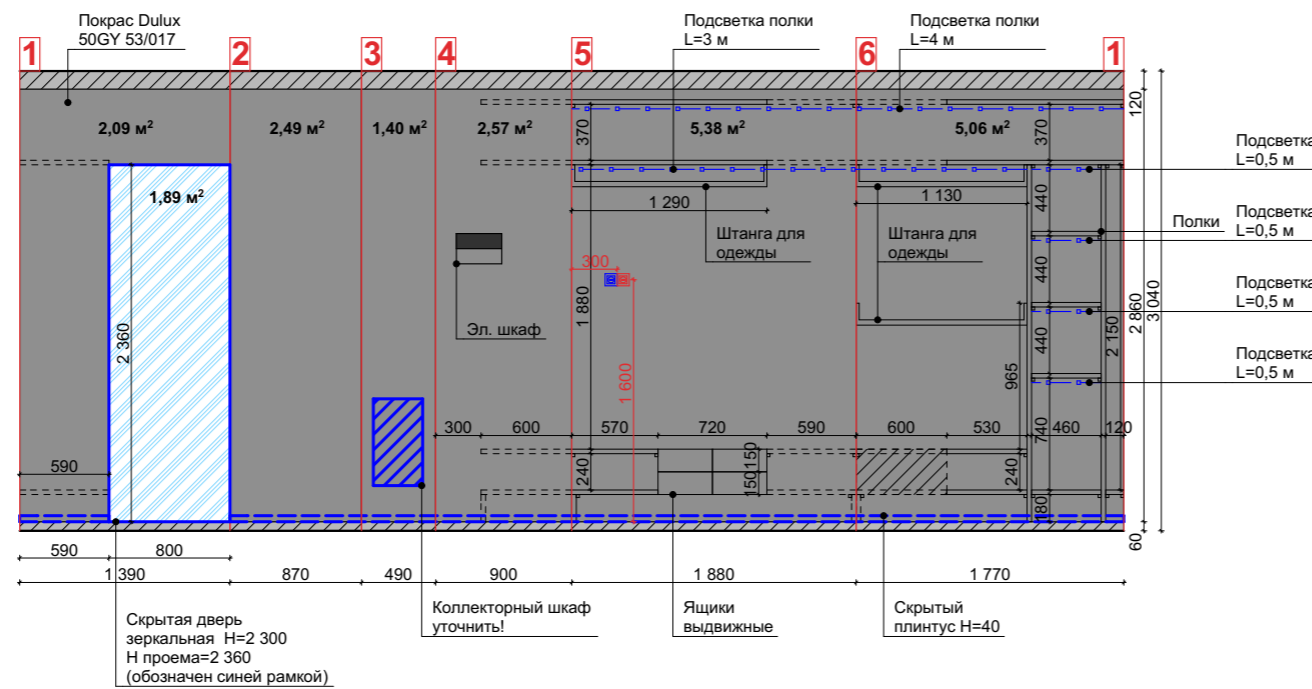 Покрас Dulux
50GY 53/017
Подсветка полки
L=3 м
Подсветка полки
L=4 м
1
2
3
4
5
6
1
2,09 м²
2,49 м²
1,40 м²
2,57 м²
5,38 м²
5,06 м²
1,89 м²
120
370
370
Подсветка
L=0,5 м
440
1 290
1 130
Подсветка
L=0,5 м
Полки
Штанга для
одежды
Штанга для
одежды
300
440
2 860
3 040
1 880
Подсветка
L=0,5 м
Эл. шкаф
2 360
2 150
440
1 600
965
Подсветка
L=0,5 м
300
600
570
720
590
600
530
740
460
120
590
240
150
150
240
180
60
590
800
1 390
870
490
900
1 880
1 770
Скрытая дверь
зеркальная H=2 300
Н проема=2 360
(обозначен синей рамкой)
Коллекторный шкаф
уточнить!
Ящики
выдвижные
Скрытый
плинтус H=40